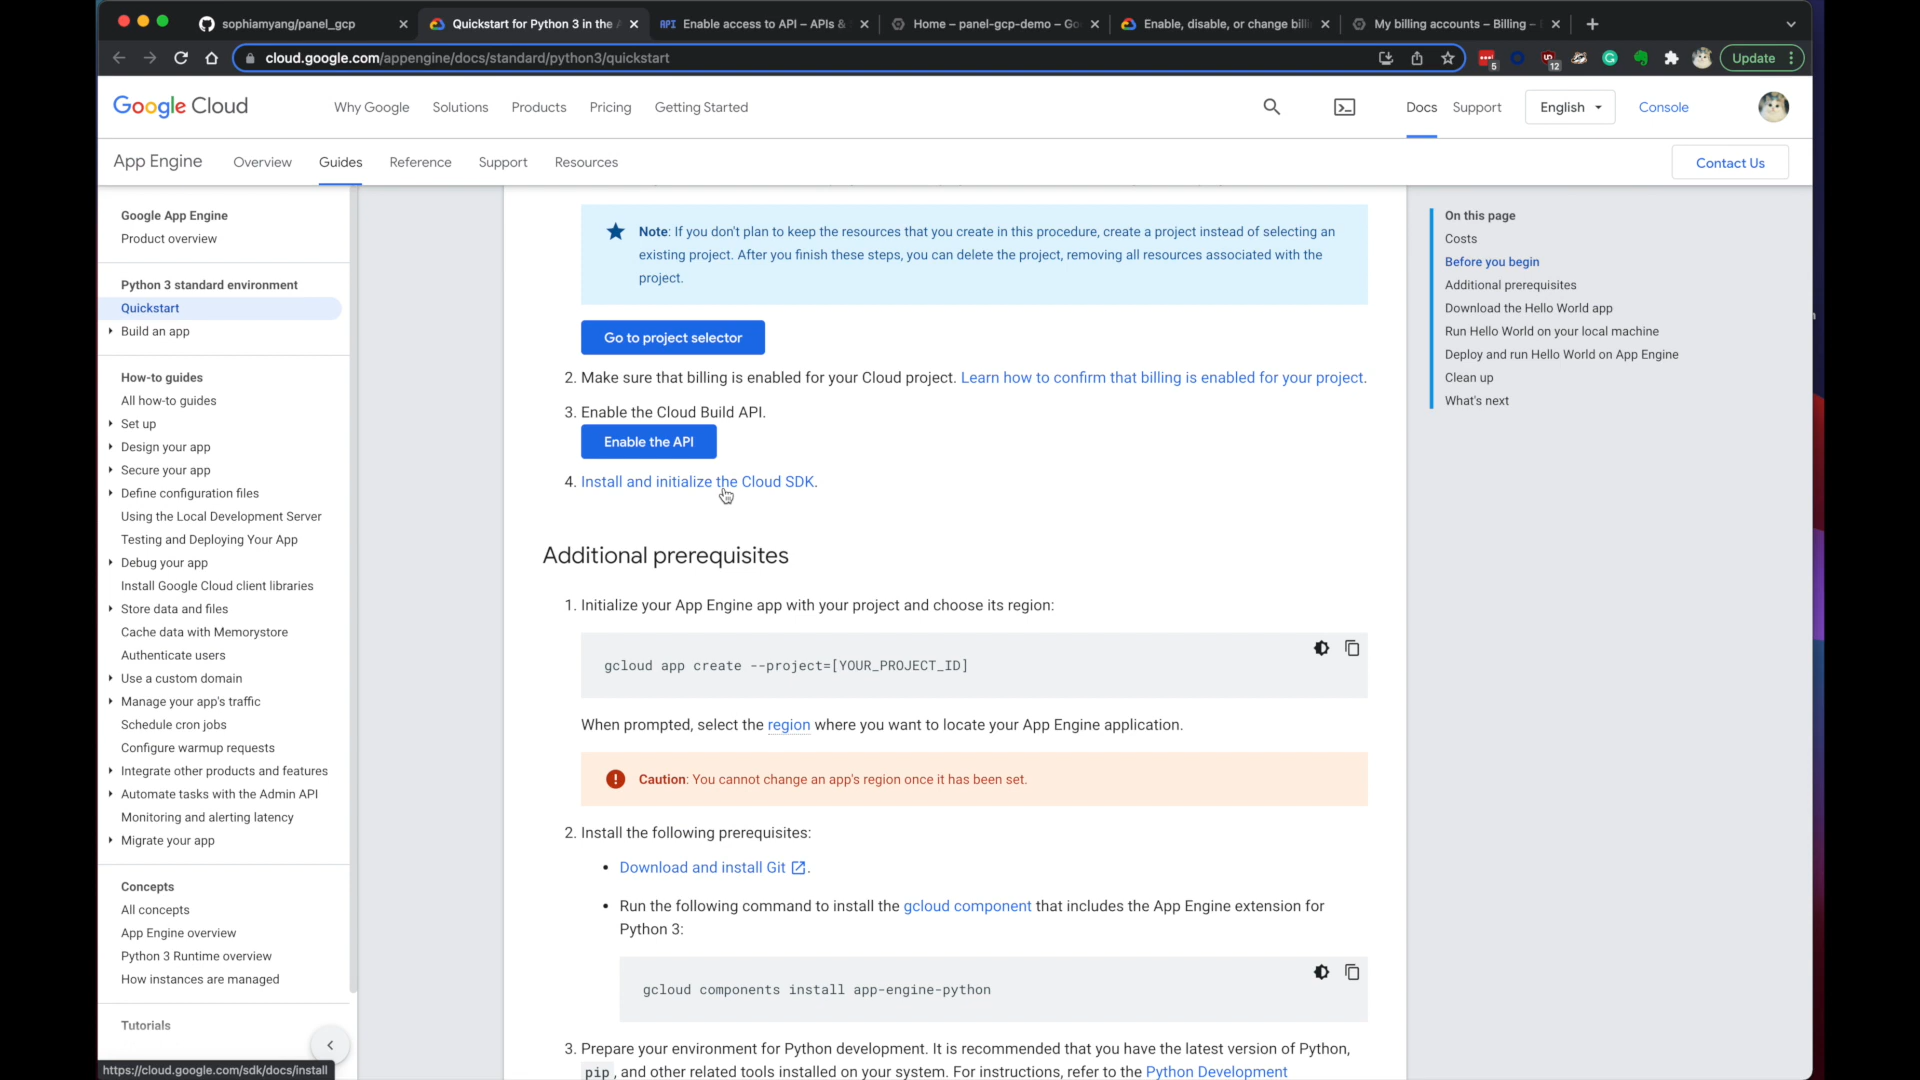 sophiamyang/panel_gcp
Quickstart for Python 3 in the
API Enable access to API – APIs &
Home – panel-gcp-demo – Go
Enable, disable, or change billi
My billing accounts – Billing –
cloud.google.com/appengine/docs/standard/python3/quickstart
5
12
Update
Google Cloud
Why Google
Solutions
Products
Pricing
Getting Started
Docs
Support
English
Console
App Engine
Overview
Guides
Reference
Support
Resources
Contact Us
Google App Engine
Product overview
Python 3 standard environment
Quickstart
Build an app
How-to guides
All how-to guides
Set up
Design your app
Secure your app
Define configuration files
Using the Local Development Server
Testing and Deploying Your App
Debug your app
Install Google Cloud client libraries
Store data and files
Cache data with Memorystore
Authenticate users
Use a custom domain
Manage your app's traffic
Schedule cron jobs
Configure warmup requests
Integrate other products and features
Automate tasks with the Admin API
Monitoring and alerting latency
Migrate your app
Concepts
All concepts
App Engine overview
Python 3 Runtime overview
How instances are managed
Tutorials
https://cloud.google.com/sdk/docs/install
Note: If you don't plan to keep the resources that you create in this procedure, create a project instead of selecting an
existing project. After you finish these steps, you can delete the project, removing all resources associated with the
project.
Go to project selector
2. Make sure that billing is enabled for your Cloud project. Learn how to confirm that billing is enabled for your project.
3. Enable the Cloud Build API.
Enable the API
4. Install and initialize the Cloud SDK.
Additional prerequisites
1. Initialize your App Engine app with your project and choose its region:
gcloud app create --project=[YOUR_PROJECT_ID]
When prompted, select the region where you want to locate your App Engine application.
Caution: You cannot change an app's region once it has been set.
2. Install the following prerequisites:
• Download and install Git.
• Run the following command to install the gcloud component that includes the App Engine extension for
Python 3:
gcloud components install app-engine-python
3. Prepare your environment for Python development. It is recommended that you have the latest version of Python,
pip, and other related tools installed on your system. For instructions, refer to the Python Development
On this page
Costs
Before you begin
Additional prerequisites
Download the Hello World app
Run Hello World on your local machine
Deploy and run Hello World on App Engine
Clean up
What's next